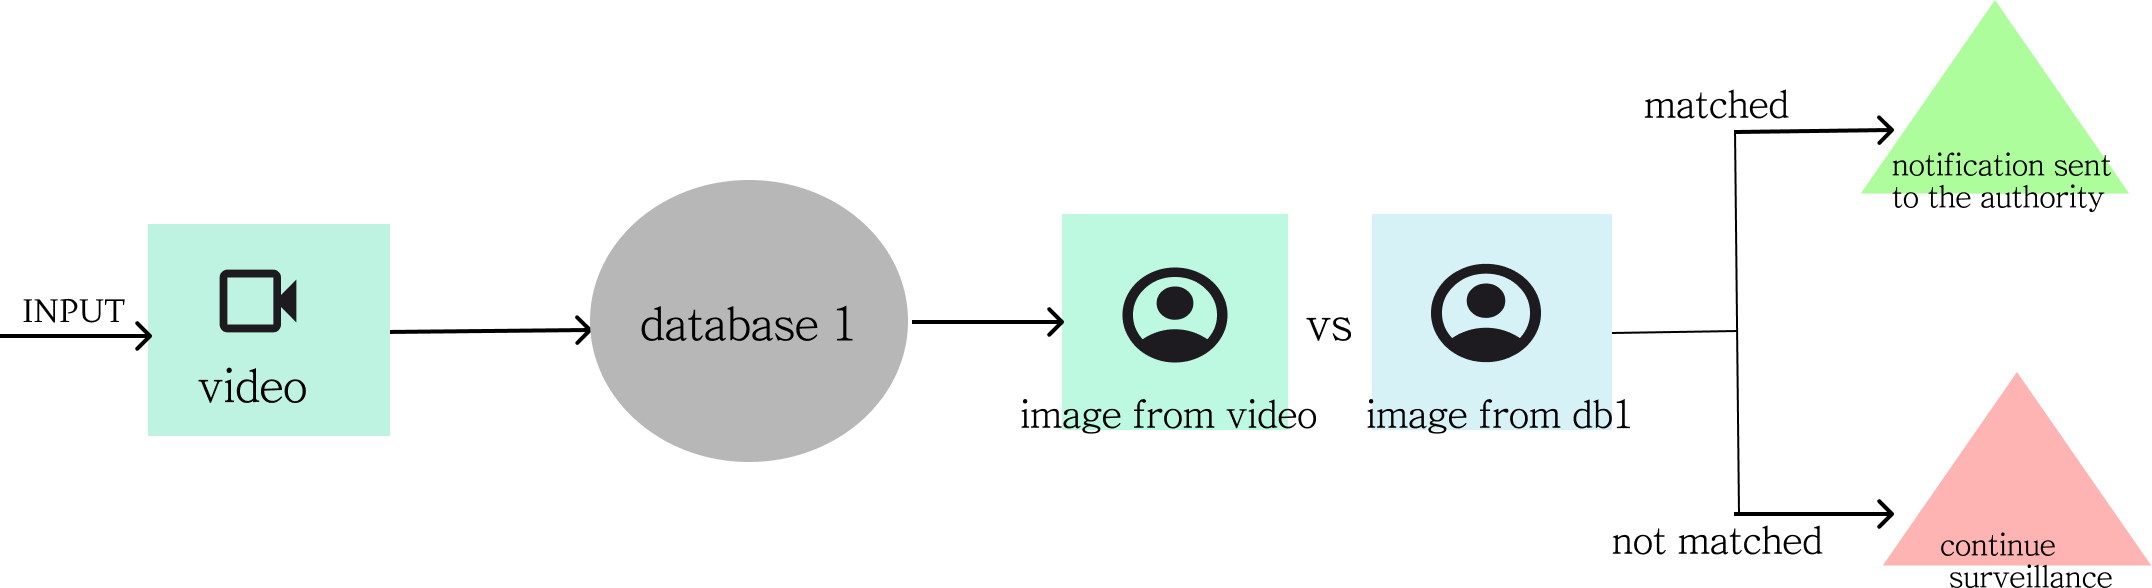 INPUT
video
database 1
image from video
vs
image from db1
matched
notification sent
to the authority
not matched
continue
surveillance